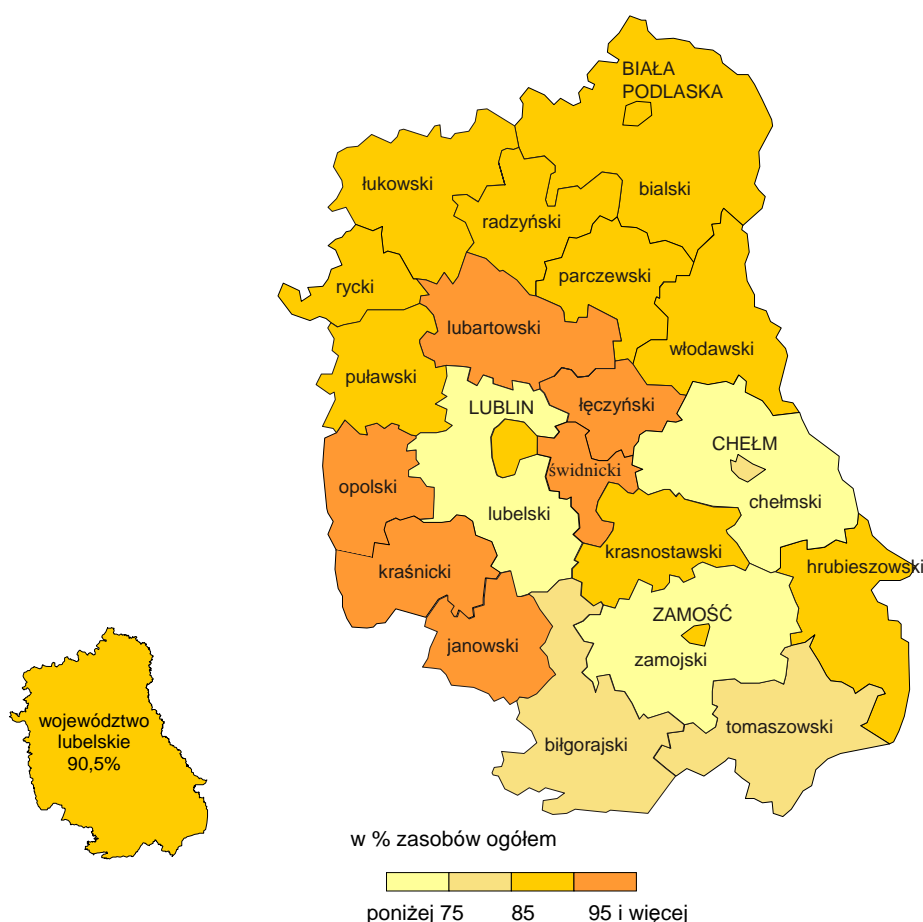 BIAŁA
PODLASKA
łukowski
bialski
radzyński
parczewski
rycki
lubartowski
włodawski
puławski
łęczyński
LUBLIN
CHEŁM
świdnicki
opolski
chełmski
lubelski
krasnostawski
hrubieszowski
kraśnicki
ZAMOŚĆ
janowski
zamojski
województwo
lubelskie
90,5%
tomaszowski
biłgorajski
w % zasobów ogółem
poniżej 75 85 95 i więcej